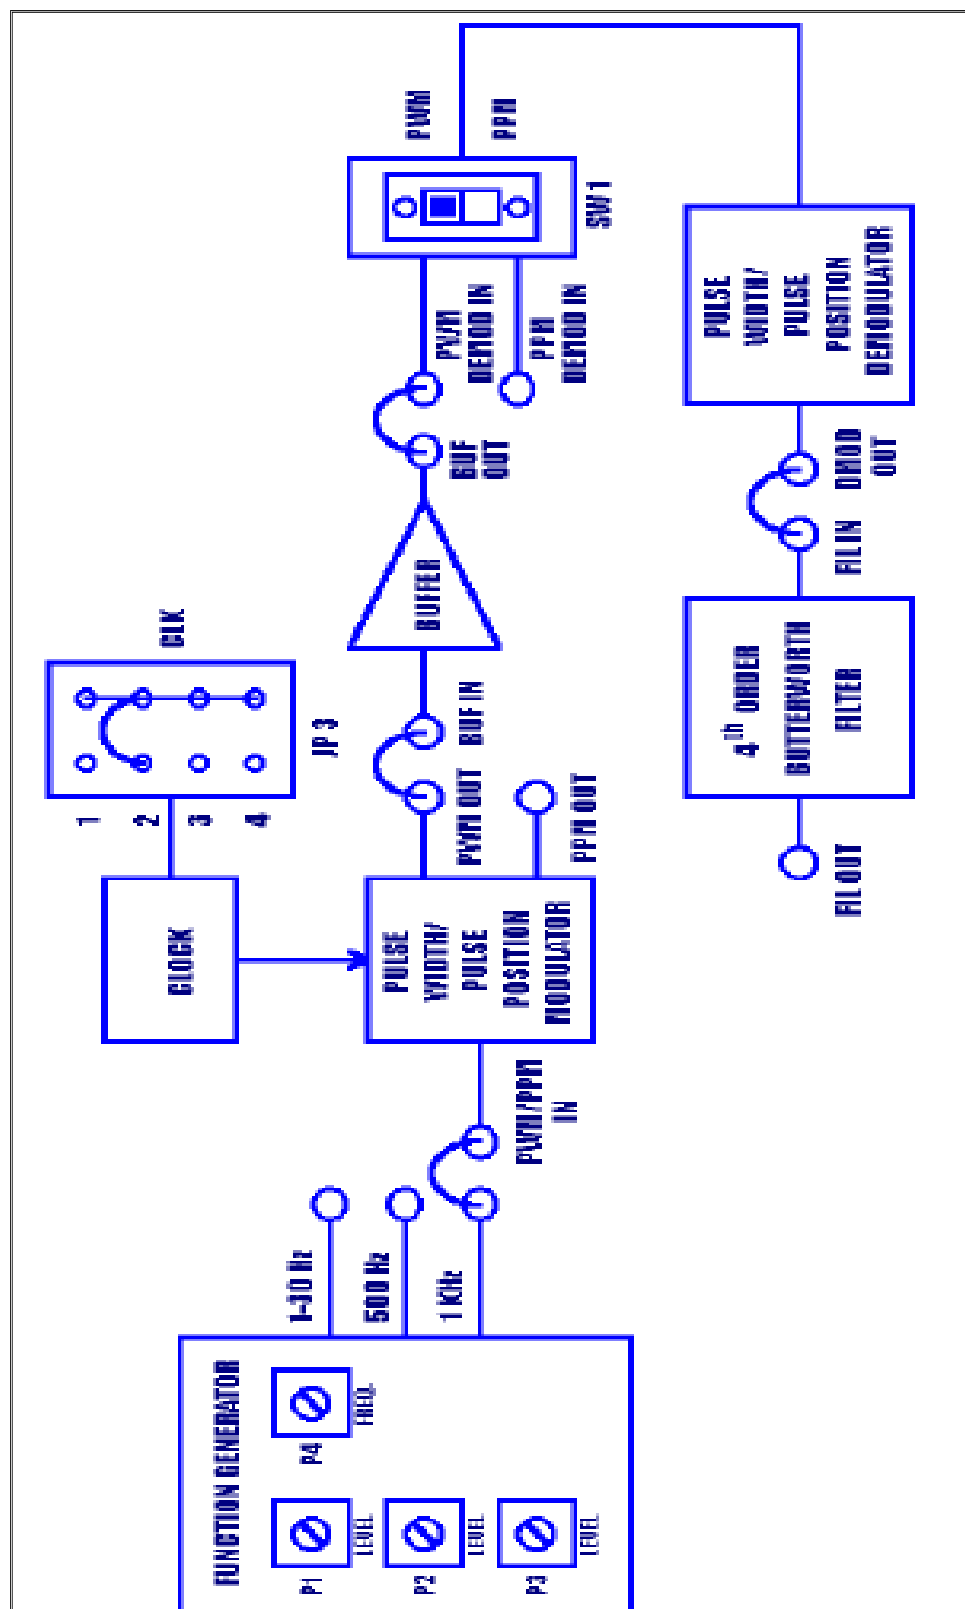 FUNCTION GENERATOR
P4
FREQ.
P1
LEVEL
P2
LEVEL
P3
LEVEL
1-30 Hz
500 Hz
1 KHz
PWM/PPM
IN
CLOCK
1
2
3
4
CLK
JP3
PULSE
WIDTH/
PULSE
POSITION
MODULATOR
PWM OUT
PPM OUT
BUF IN
BUFFER
BUF
OUT
PWM
DEMOD IN
PPM
DEMOD IN
SW1
PWM
PPM
PULSE
WIDTH/
PULSE
POSITION
DEMODULATOR
DMOD
OUT
FIL IN
4th ORDER
BUTTERWORTH
FILTER
FIL OUT